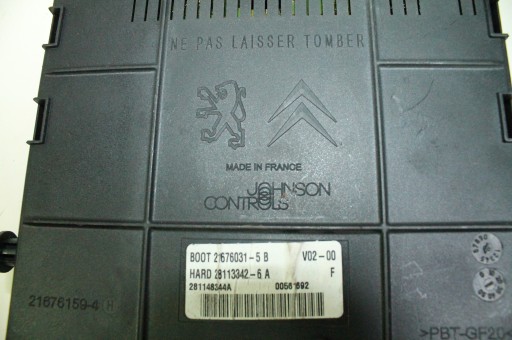 NE PAS LAISSER TOMBER
MADE IN FRANCE
JOHNSON
CONTROLS
BOOT 21676031-5 B V02-00
HARD 28113342-6 A F
281148344A 00561692
21676159-4 H
>PBT-GF20<